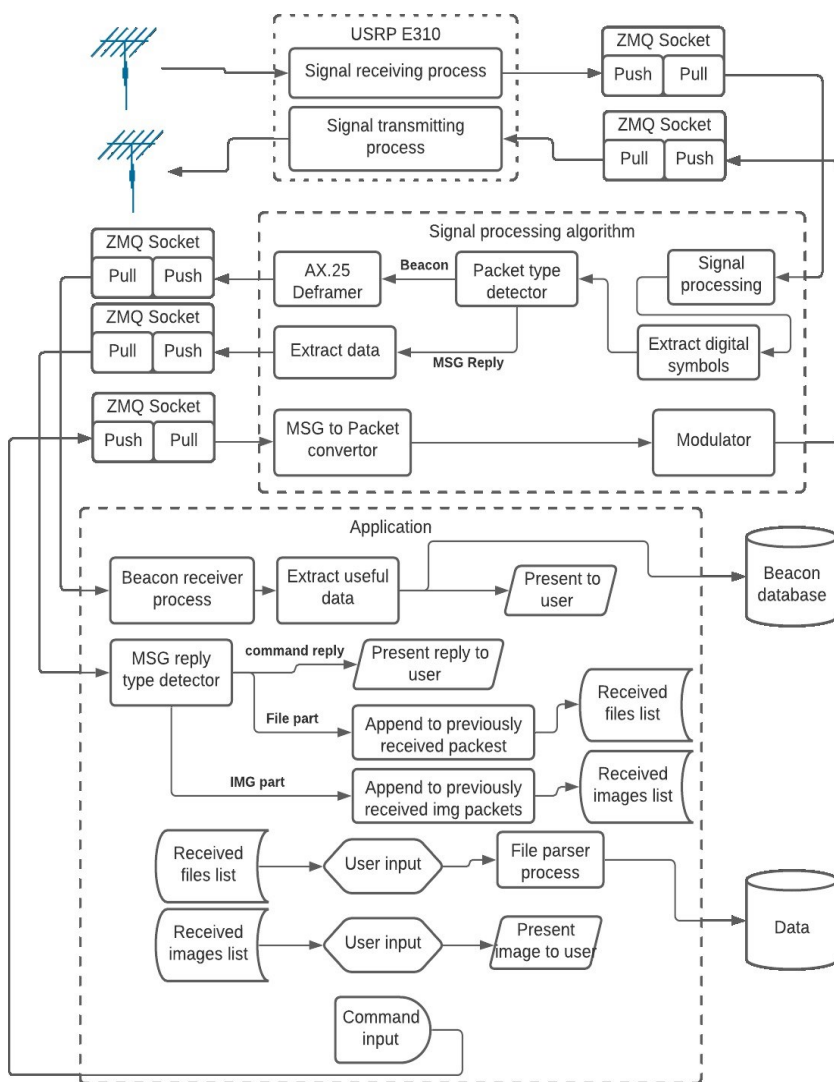 USRP E310
Signal receiving process
ZMQ Socket
Push Pull
Signal transmitting
process
ZMQ Socket
Pull Push
ZMQ Socket
Pull Push
Signal processing algorithm
AX.25
Deframer
Beacon
Packet type
detector
Signal
processing
ZMQ Socket
Pull Push
Extract data
MSG Reply
Extract digital
symbols
ZMQ Socket
Push Pull
MSG to Packet
convertor
Modulator
Application
Beacon receiver
process
Extract useful
data
Present to
user
Beacon
database
MSG reply
type detector
command reply
Present reply to
user
File part
Append to previously
received packest
Received
files list
IMG part
Append to previously
received img packets
Received
images list
Received
files list
User input
File parser
process
Data
Received
images list
User input
Present
image to user
Command
input